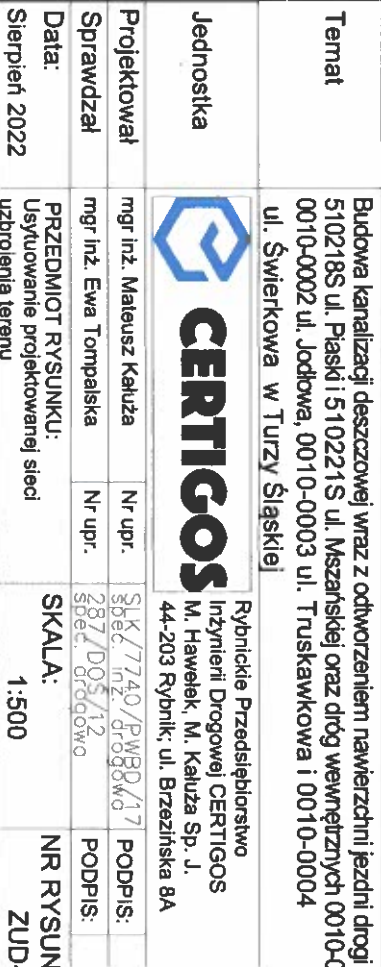 Temat
Budowa kanalizacji deszczowej wraz z odtworzeniem nawierzchni jezdni drogi
510218S ul. Piaski i 510221S ul. Mszańskiej oraz dróg wewnętrznych 0010-0
0010-0002 ul. Jodłowa, 0010-0003 ul. Truskawkowa i 0010-0004
ul. Świerkowa w Turzy Śląskiej
Jednostka
CERTIGOS
Rybnickie Przedsiębiorstwo
Inżynierii Drogowej CERTIGOS
M. Hawełek, M. Kałuża Sp. J.
44-203 Rybnik; ul. Brzezińska 8A
Projektował
mgr inż. Mateusz Kałuża
Nr upr.
SLK/7740/PWBD/17
spec. inż. drogowa
PODPIS:
Sprawdzał
mgr inż. Ewa Tompalska
Nr upr.
287/DOŚ/12
spec. drogowa
PODPIS:
Data:
Sierpień 2022
PRZEDMIOT RYSUNKU:
Usytuowanie projektowanej sieci
uzbrojenia terenu
SKALA:
1:500
NR RYSUN
ZUD-